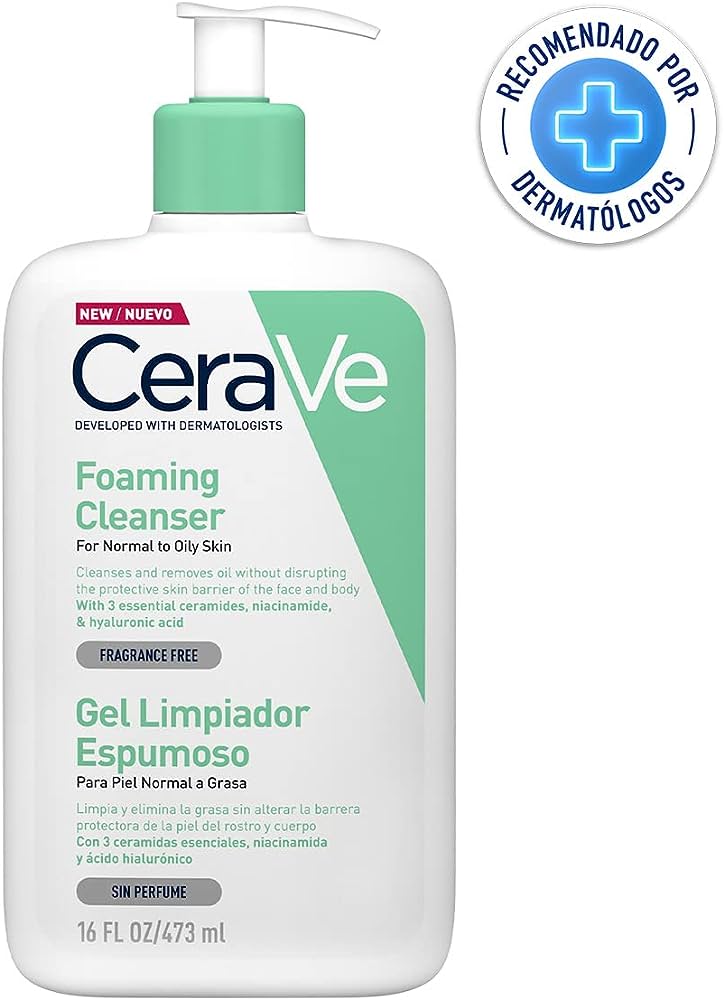 RECOMENDADO POR
DERMATÓLOGOS
NEW / NUEVO
CeraVe
DEVELOPED WITH DERMATOLOGISTS
Foaming
Cleanser
For Normal to Oily Skin
Cleanses and removes oil without disrupting
the protective skin barrier of the face and body
With 3 essential ceramides, niacinamide,
& hyaluronic acid
FRAGRANCE FREE
Gel Limpiador
Espumoso
Para Piel Normal a Grasa
Limpia y elimina la grasa sin alterar la barrera
protectora de la piel del rostro y cuerpo
Con 3 ceramidas esenciales, niacinamida
y ácido hialurónico
SIN PERFUME
16 FL OZ/473 ml